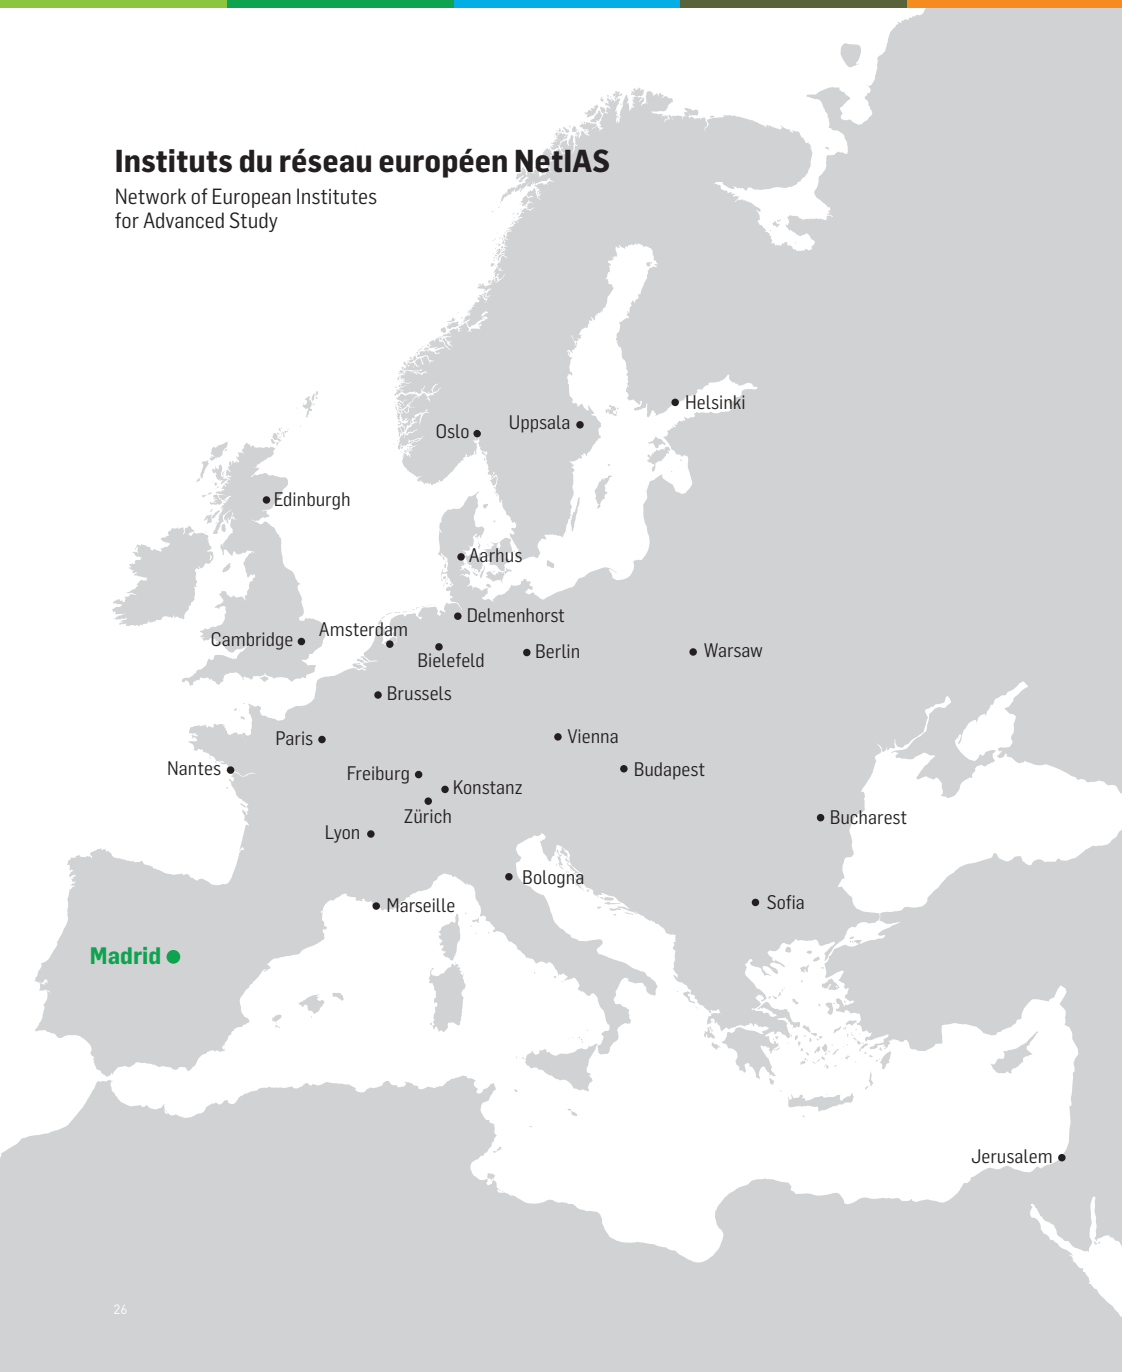 Instituts du réseau européen NetIAS
Network of European Institutes
for Advanced Study
Helsinki
Uppsala
Oslo
Edinburgh
Aarhus
Delmenhorst
Amsterdam
Cambridge
Bielefeld
Berlin
Warsaw
Brussels
Paris
Vienna
Nantes
Freiburg
Budapest
Konstanz
Zürich
Bucharest
Lyon
Bologna
Marseille
Sofia
Madrid
Jerusalem
26